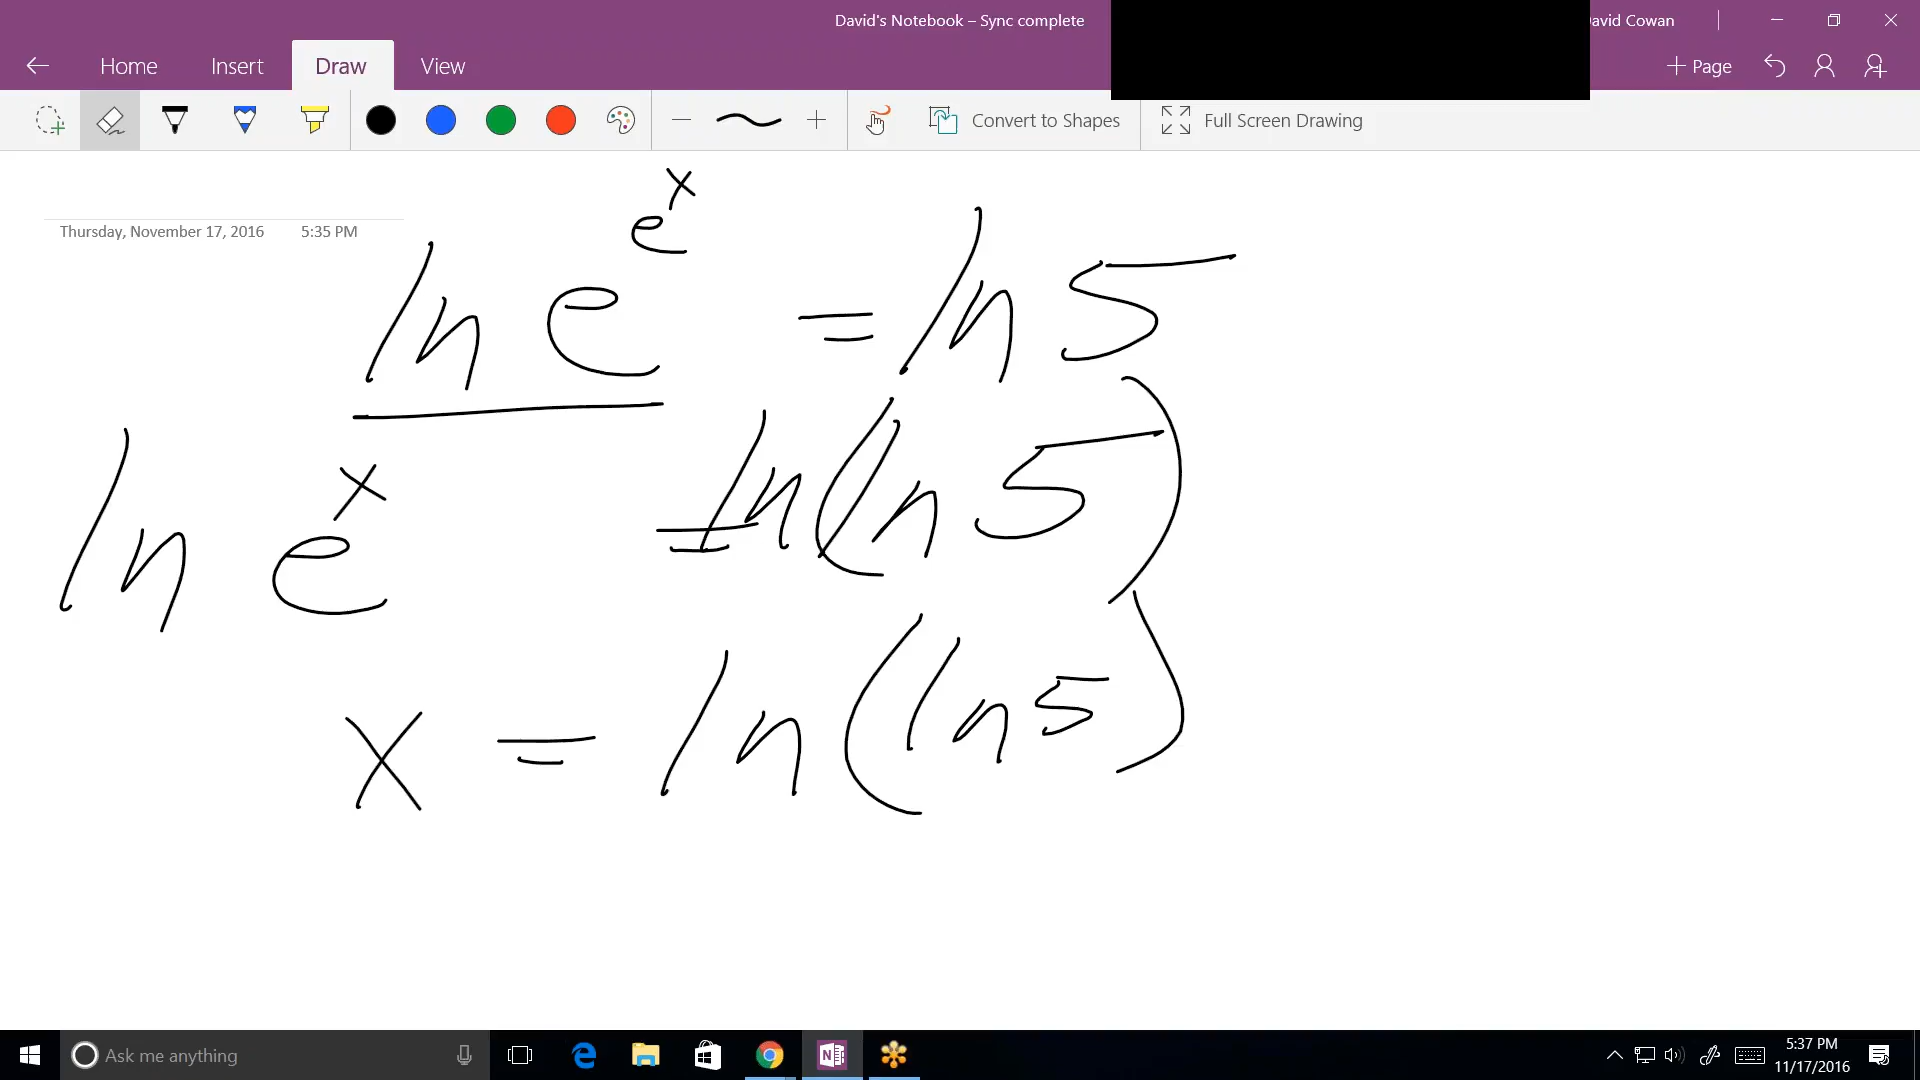 David's Notebook – Sync complete
avid Cowan
Home Insert Draw View
Page
Convert to Shapes Full Screen Drawing
Thursday, November 17, 2016 5:35 PM
ln e^e^x = ln 5
ln e^x = ln(ln 5)
x = ln(ln 5)
Ask me anything
5:37 PM
11/17/2016